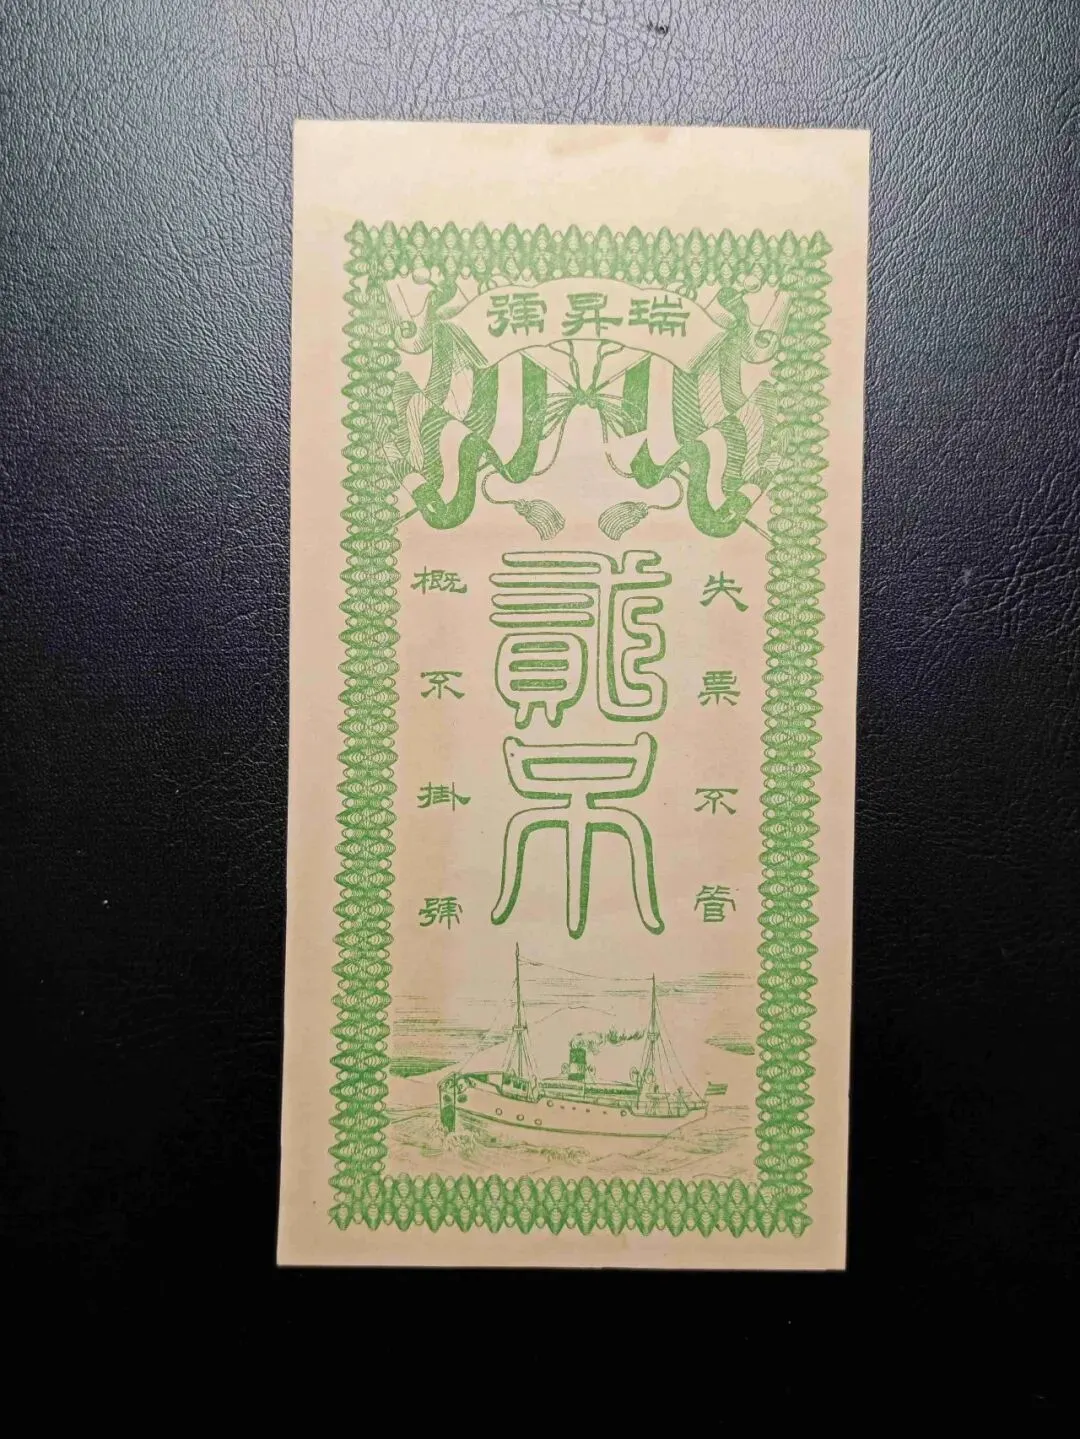 瑞昇號
失票不管
貳吊
概不掛號